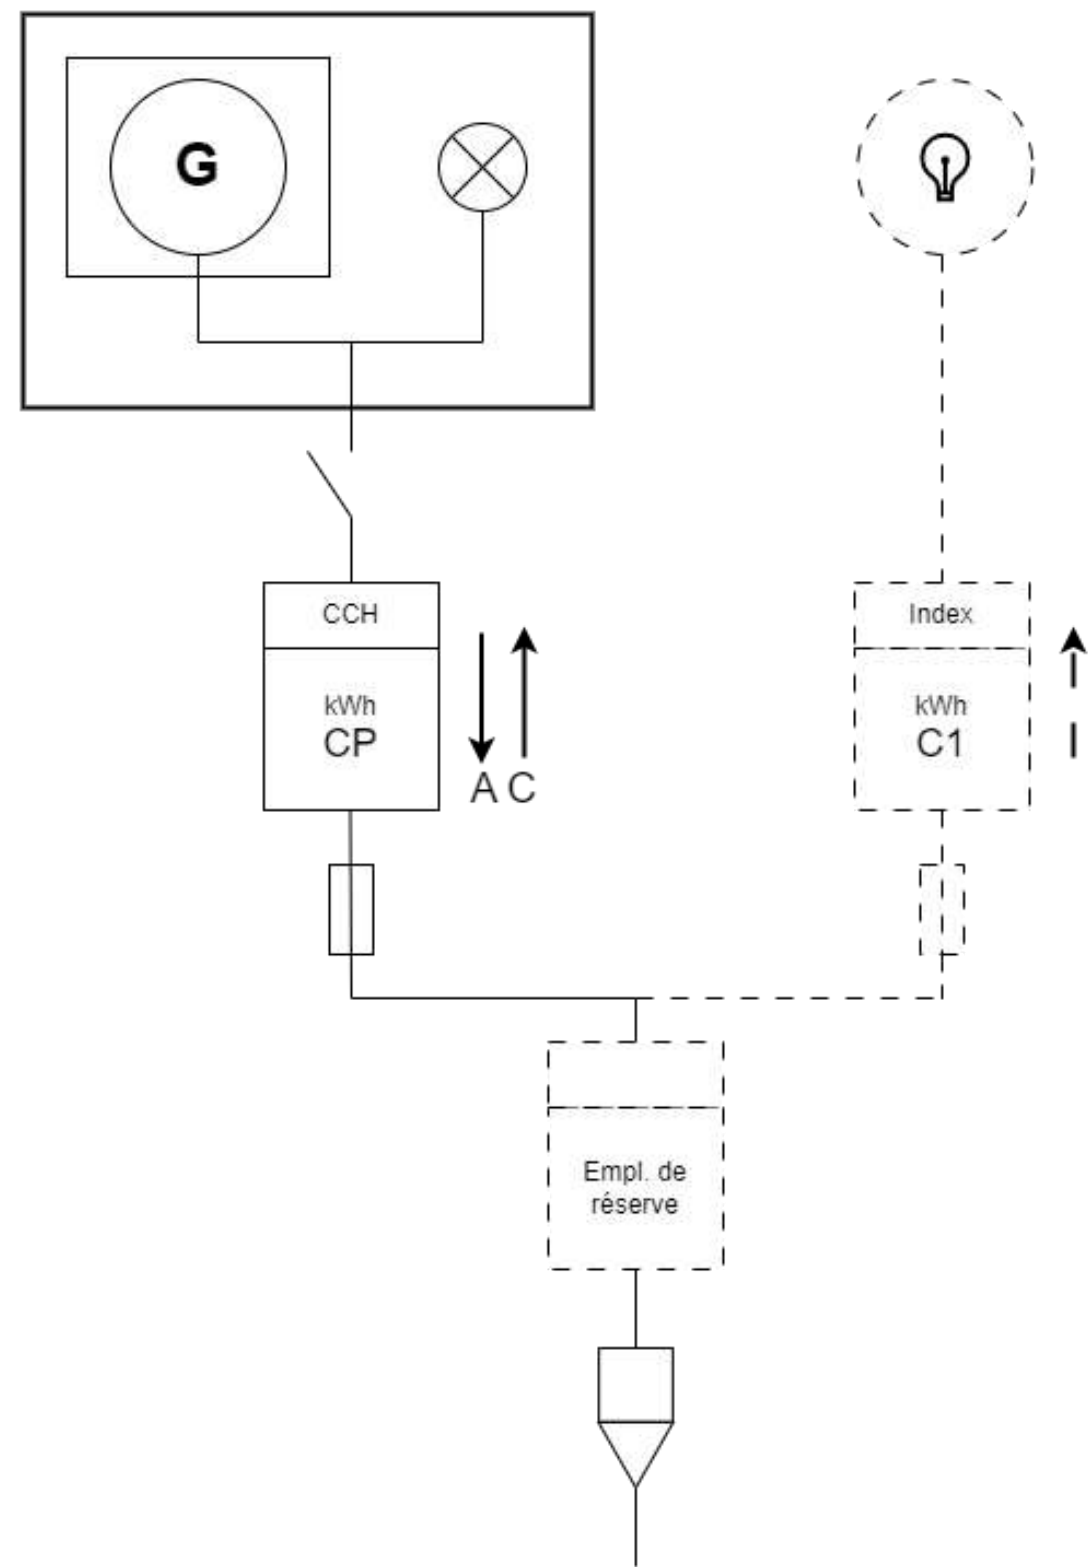 G
CCH
Index
kWh
CP
A C
kWh
C1
Empl. de
réserve